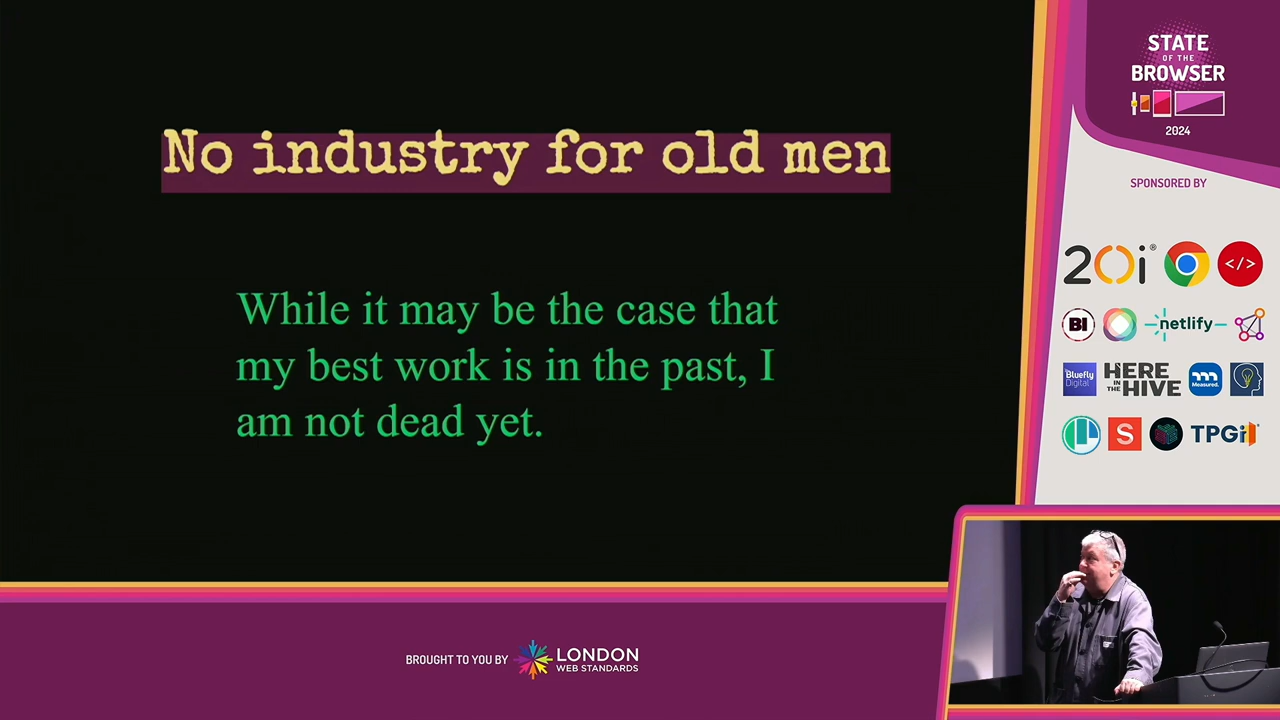 No industry for old men
While it may be the case that
my best work is in the past, I
am not dead yet.
STATE
OF THE
BROWSER
2024
SPONSORED BY
20i®
</>
BI
netlify
Bluefly
Digital
HERE
IN THE
HIVE
Measured.
S
TPGi
BROUGHT TO YOU BY
LONDON
WEB STANDARDS